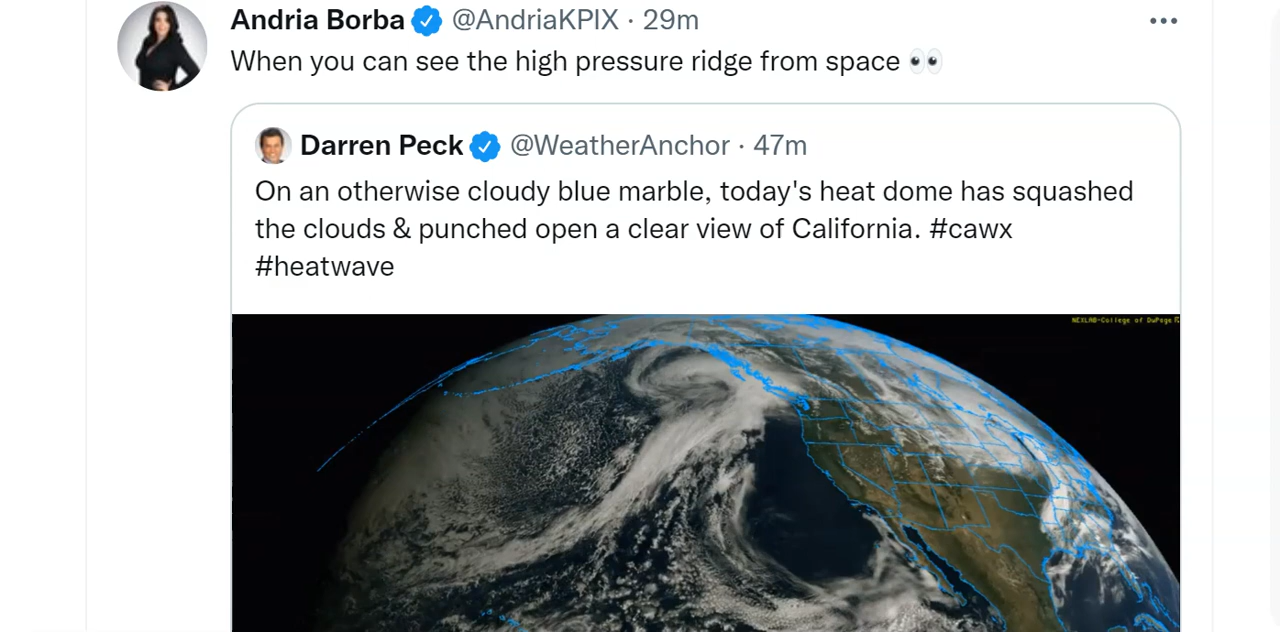 Andria Borba @AndriaKPIX · 29m
When you can see the high pressure ridge from space 👀
Darren Peck @WeatherAnchor · 47m
On an otherwise cloudy blue marble, today's heat dome has squashed
the clouds & punched open a clear view of California. #cawx
#heatwave
NEXLAB-College of DuPage